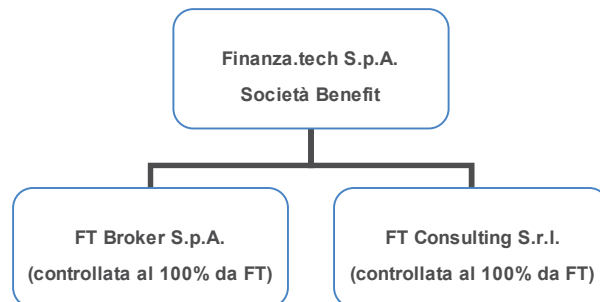 Finanza.tech S.p.A.
Società Benefit
FT Broker S.p.A.
(controllata al 100% da FT)
FT Consulting S.r.l.
(controllata al 100% da FT)